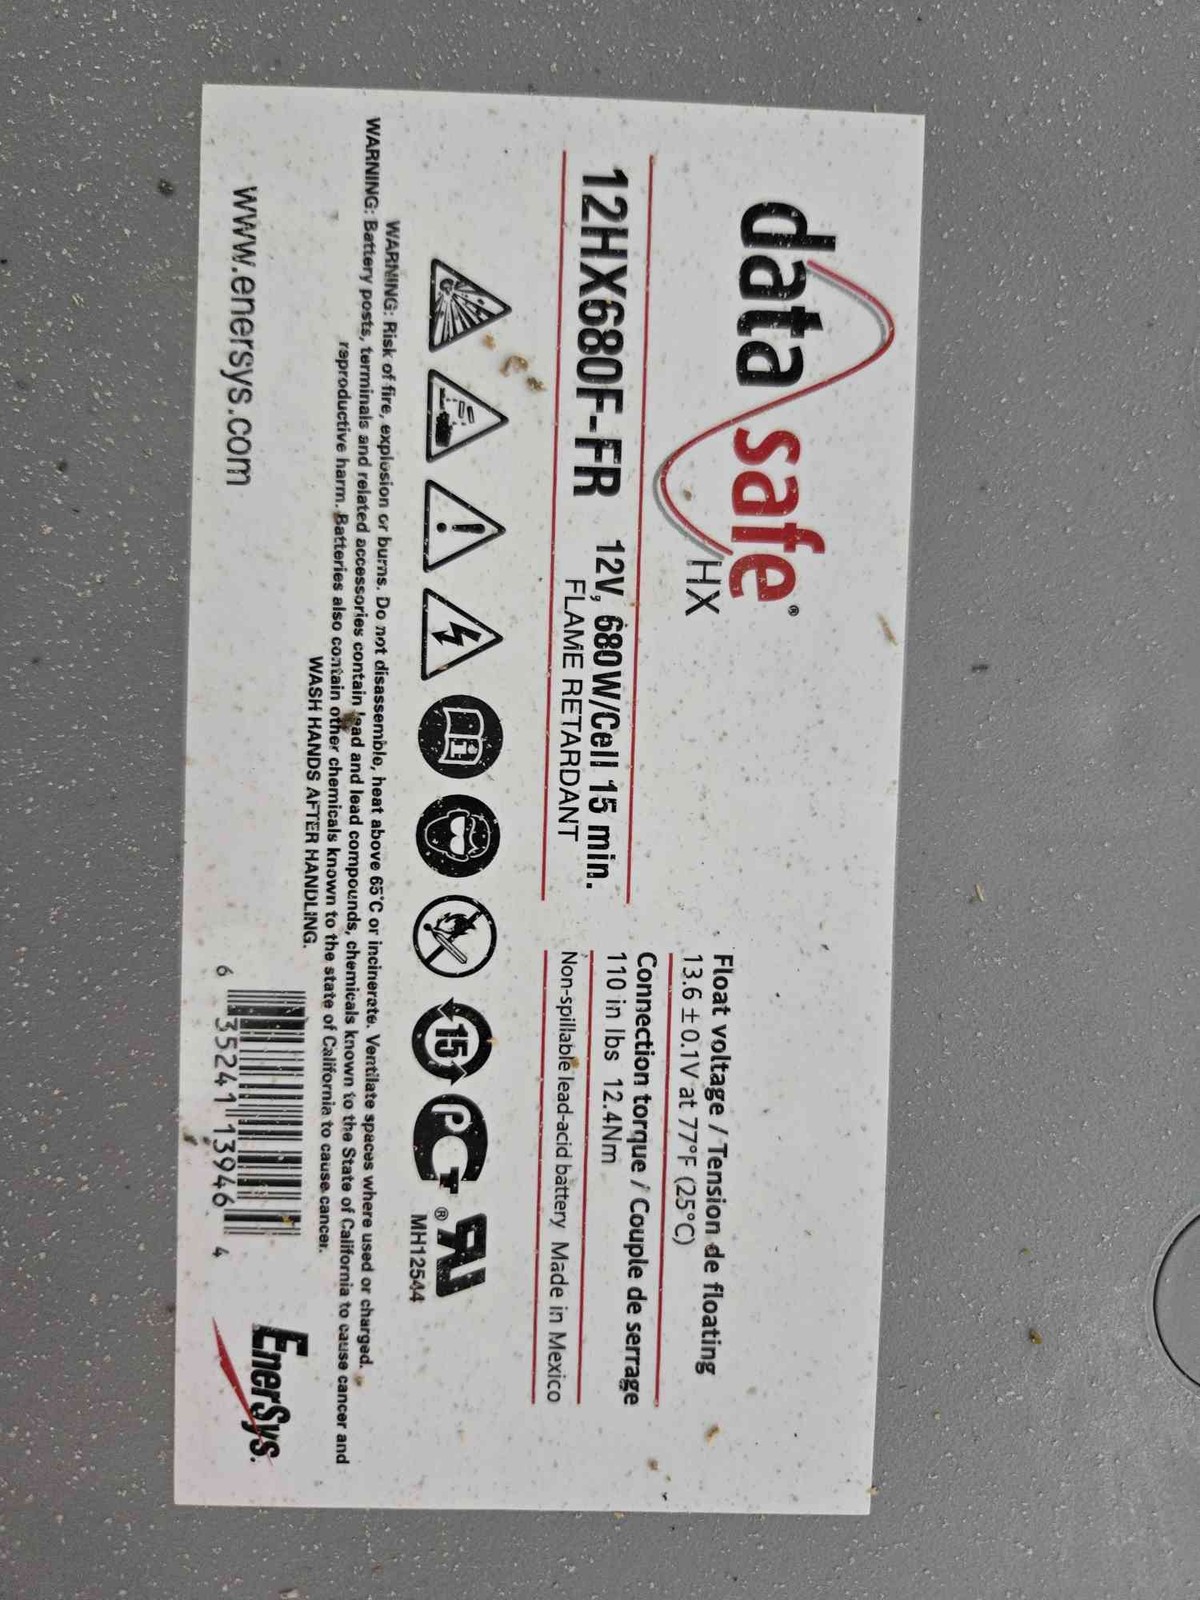 data safe®
HX
12HX680F-FR 12V, 680W/Cell 15 min.
FLAME RETARDANT
Float voltage / Tension de floating
13.6 ± 0.1V at 77°F (25°C)
Connection torque / Couple de serrage
110 in lbs 12.4Nm
Non-spillable lead-acid battery Made in Mexico
15
РСТ
®
MH12544
WARNING: Risk of fire, explosion or burns. Do not disassemble, heat above 65°C or incinerate. Ventilate spaces where used or charged.
WARNING: Battery posts, terminals and related accessories contain lead and lead compounds, chemicals known to the State of California to cause cancer and
reproductive harm. Batteries also contain other chemicals known to the state of California to cause cancer.
WASH HANDS AFTER HANDLING.
www.enersys.com
6 35241 13946 4
EnerSys.